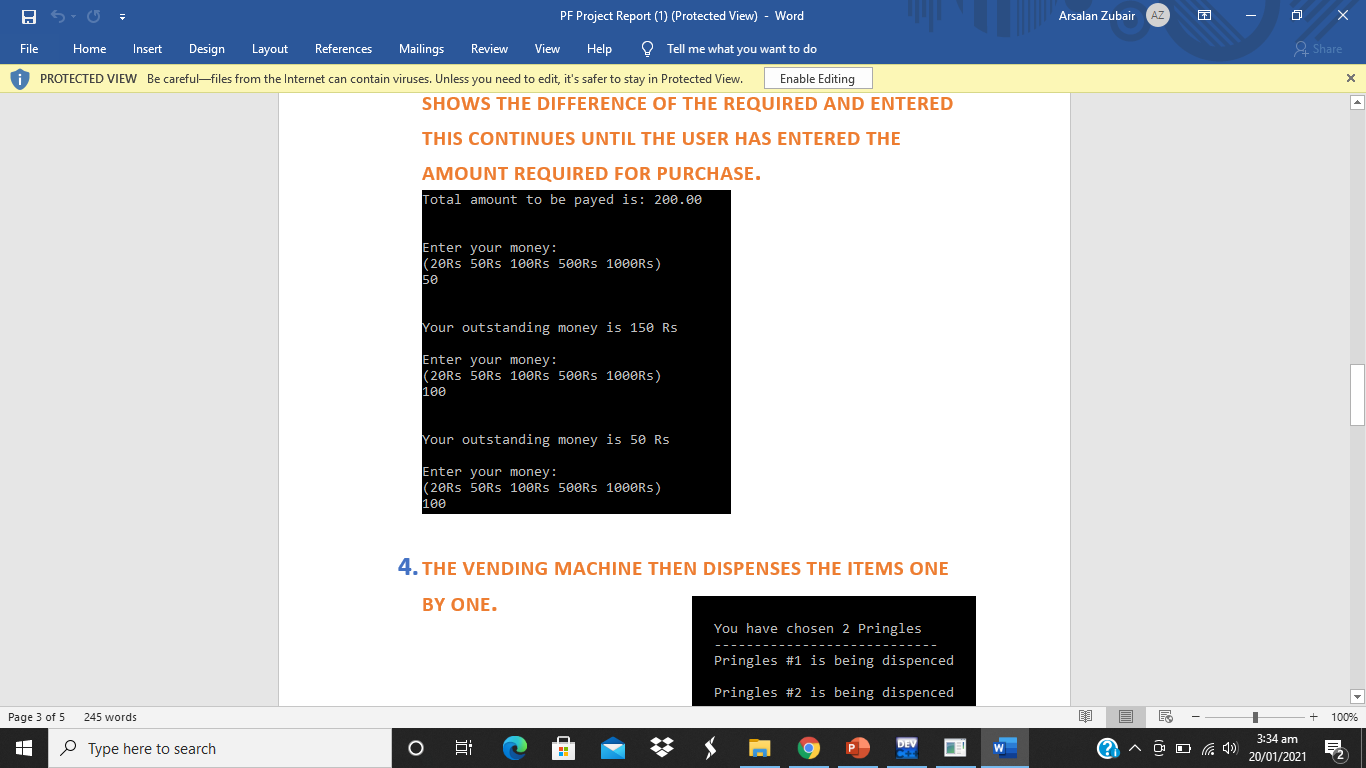 PF Project Report (1) (Protected View) - Word
Arsalan Zubair
AZ
File Home Insert Design Layout References Mailings Review View Help Tell me what you want to do
Share
PROTECTED VIEW Be careful—files from the Internet can contain viruses. Unless you need to edit, it's safer to stay in Protected View. Enable Editing
SHOWS THE DIFFERENCE OF THE REQUIRED AND ENTERED
THIS CONTINUES UNTIL THE USER HAS ENTERED THE
AMOUNT REQUIRED FOR PURCHASE.
Total amount to be payed is: 200.00
Enter your money:
(20Rs 50Rs 100Rs 500Rs 1000Rs)
50
Your outstanding money is 150 Rs
Enter your money:
(20Rs 50Rs 100Rs 500Rs 1000Rs)
100
Your outstanding money is 50 Rs
Enter your money:
(20Rs 50Rs 100Rs 500Rs 1000Rs)
100
4. THE VENDING MACHINE THEN DISPENSES THE ITEMS ONE
BY ONE.
You have chosen 2 Pringles
----------------------------
Pringles #1 is being dispenced
Pringles #2 is being dispenced
Page 3 of 5 245 words
100%
Type here to search
P
DEV
C++
W
3:34 am
20/01/2021
2